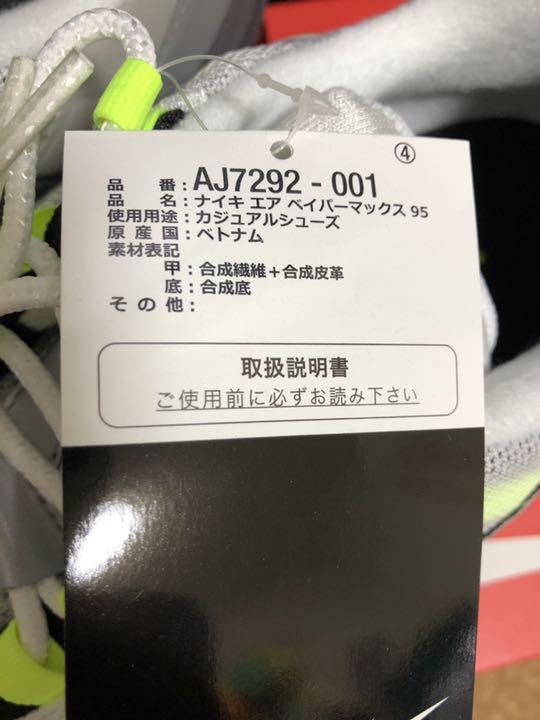 ④
品番：AJ7292 - 001
品名：ナイキ エア ベイパーマックス 95
使用用途：カジュアルシューズ
原産国：ベトナム
素材表記
甲：合成繊維＋合成皮革
底：合成底
その他：
取扱説明書
ご使用前に必ずお読み下さい